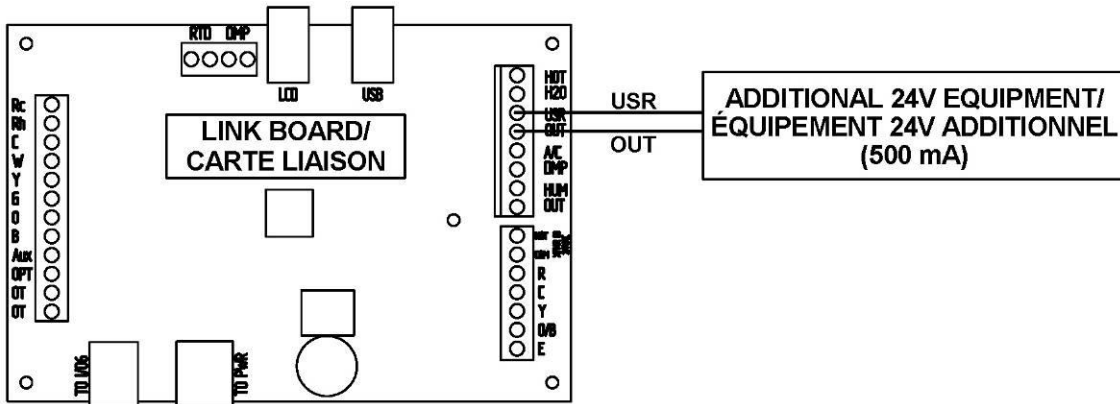 RTD DMP
LCD
USB
Rc
Rh
C
W
Y
G
O
B
Aux
OPT
OT
OT
LINK BOARD/
CARTE LIAISON
HOT
H2O
USR
OUT
A/C
DMP
HUM
OUT
R
C
Y
O/B
E
TO I/O6
TO PWR
USR
OUT
ADDITIONAL 24V EQUIPMENT/
ÉQUIPEMENT 24V ADDITIONNEL
(500 mA)